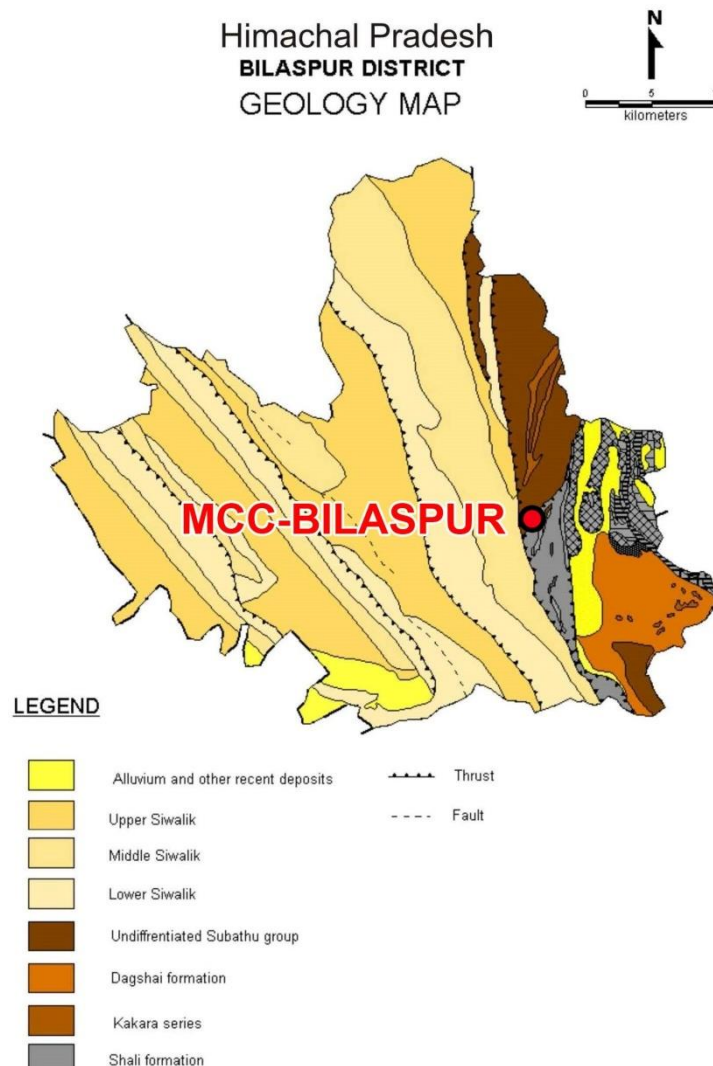 Himachal Pradesh
BILASPUR DISTRICT
GEOLOGY MAP
N
0 5
kilometers
MCC-BILASPUR
LEGEND
Alluvium and other recent deposits
Upper Siwalik
Middle Siwalik
Lower Siwalik
Undiffrentiated Subathu group
Dagshai formation
Kakara series
Shali formation
Thrust
Fault